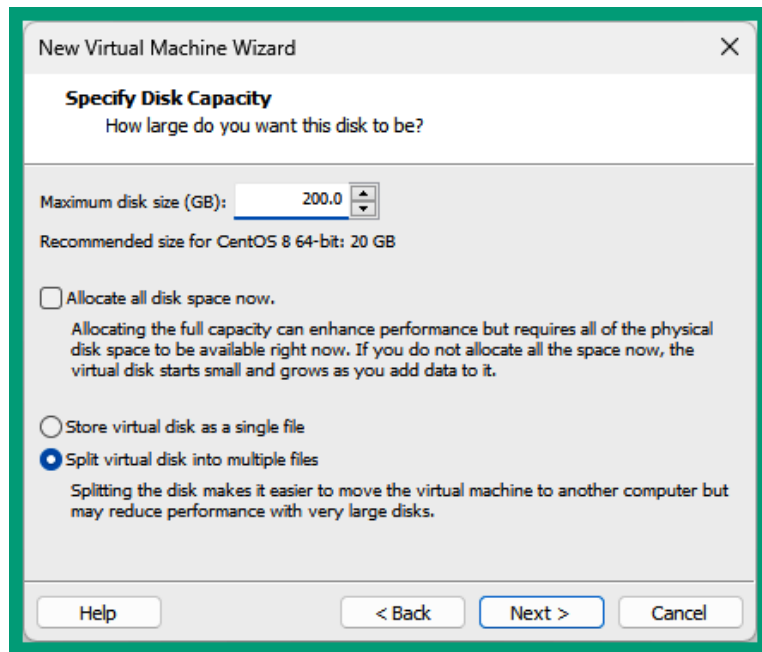 New Virtual Machine Wizard
Specify Disk Capacity
How large do you want this disk to be?
Maximum disk size (GB): 200.0
Recommended size for CentOS 8 64-bit: 20 GB
Allocate all disk space now.
Allocating the full capacity can enhance performance but requires all of the physical
disk space to be available right now. If you do not allocate all the space now, the
virtual disk starts small and grows as you add data to it.
Store virtual disk as a single file
Split virtual disk into multiple files
Splitting the disk makes it easier to move the virtual machine to another computer but
may reduce performance with very large disks.
Help < Back Next > Cancel